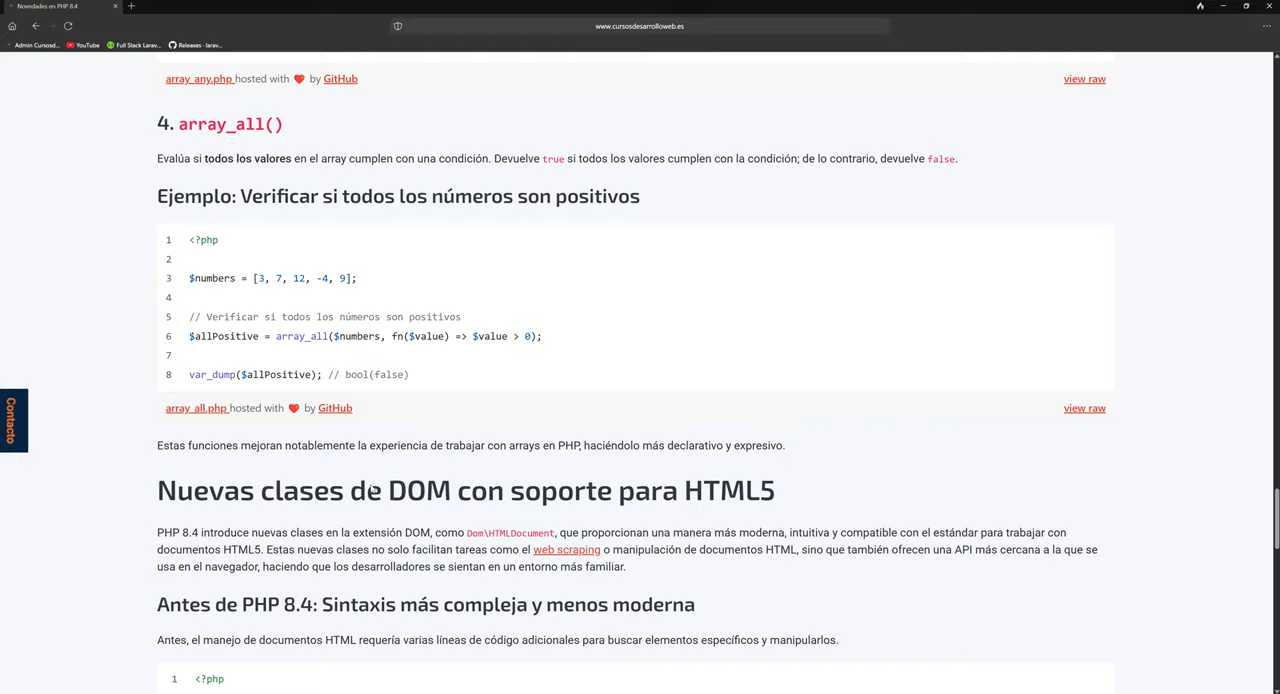 Novedades en PHP 8.4
www.cursosdesarrolloweb.es
Admin Cursosd... YouTube Full Stack Larav... Releases · larav...
array_any.php hosted with ❤ by GitHub view raw
4. array_all()
Evalúa si todos los valores en el array cumplen con una condición. Devuelve true si todos los valores cumplen con la condición; de lo contrario, devuelve false.
Ejemplo: Verificar si todos los números son positivos
1 <?php
2
3 $numbers = [3, 7, 12, -4, 9];
4
5 // Verificar si todos los números son positivos
6 $allPositive = array_all($numbers, fn($value) => $value > 0);
7
8 var_dump($allPositive); // bool(false)
array_all.php hosted with ❤ by GitHub view raw
Contacto
Estas funciones mejoran notablemente la experiencia de trabajar con arrays en PHP, haciéndolo más declarativo y expresivo.
Nuevas clases de DOM con soporte para HTML5
PHP 8.4 introduce nuevas clases en la extensión DOM, como Dom\HTMLDocument, que proporcionan una manera más moderna, intuitiva y compatible con el estándar para trabajar con
documentos HTML5. Estas nuevas clases no solo facilitan tareas como el web scraping o manipulación de documentos HTML, sino que también ofrecen una API más cercana a la que se
usa en el navegador, haciendo que los desarrolladores se sientan en un entorno más familiar.
Antes de PHP 8.4: Sintaxis más compleja y menos moderna
Antes, el manejo de documentos HTML requería varias líneas de código adicionales para buscar elementos específicos y manipularlos.
1 <?php